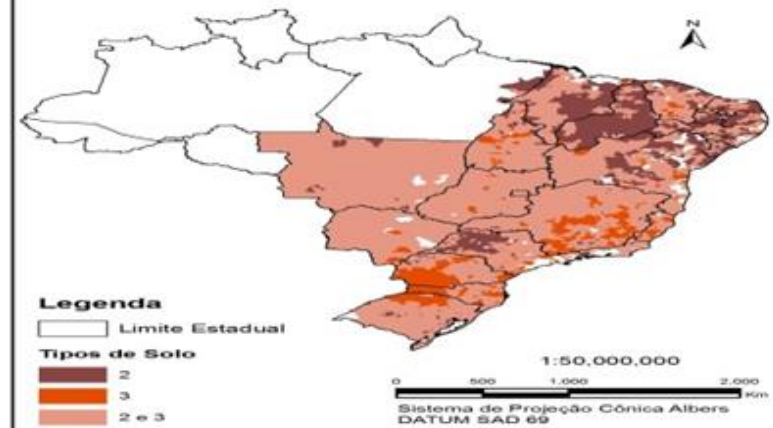 N
Legenda
Limite Estadual
Tipos de Solo
2
3
2 e 3
1:50,000,000
0 500 1.000 2.000
Km
Sistema de Projeção Cônica Albers
DATUM SAD 69